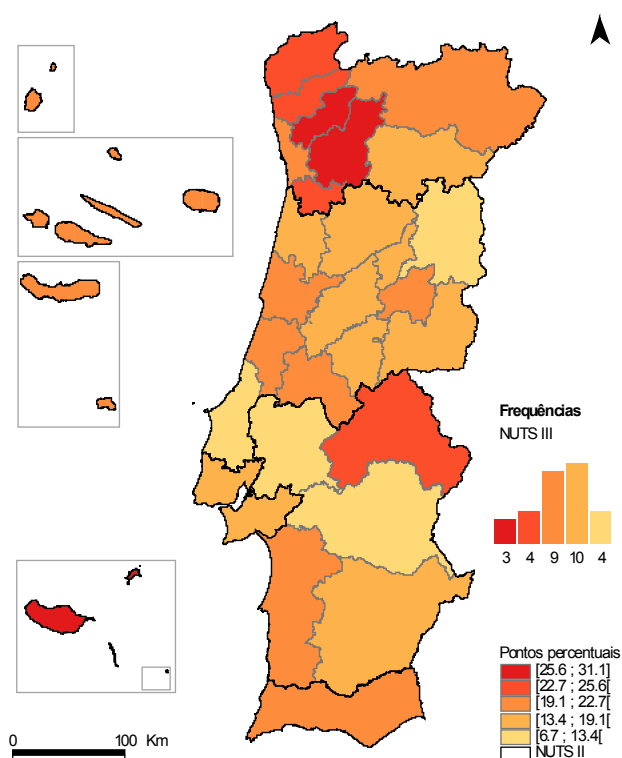 Frequências
NUTS III
3 4 9 10 4
Pontos percentuais
[25.6 ; 31.1]
[22.7 ; 25.6[
[19.1 ; 22.7[
[13.4 ; 19.1[
[6.7 ; 13.4[
NUTS II
0 100 Km